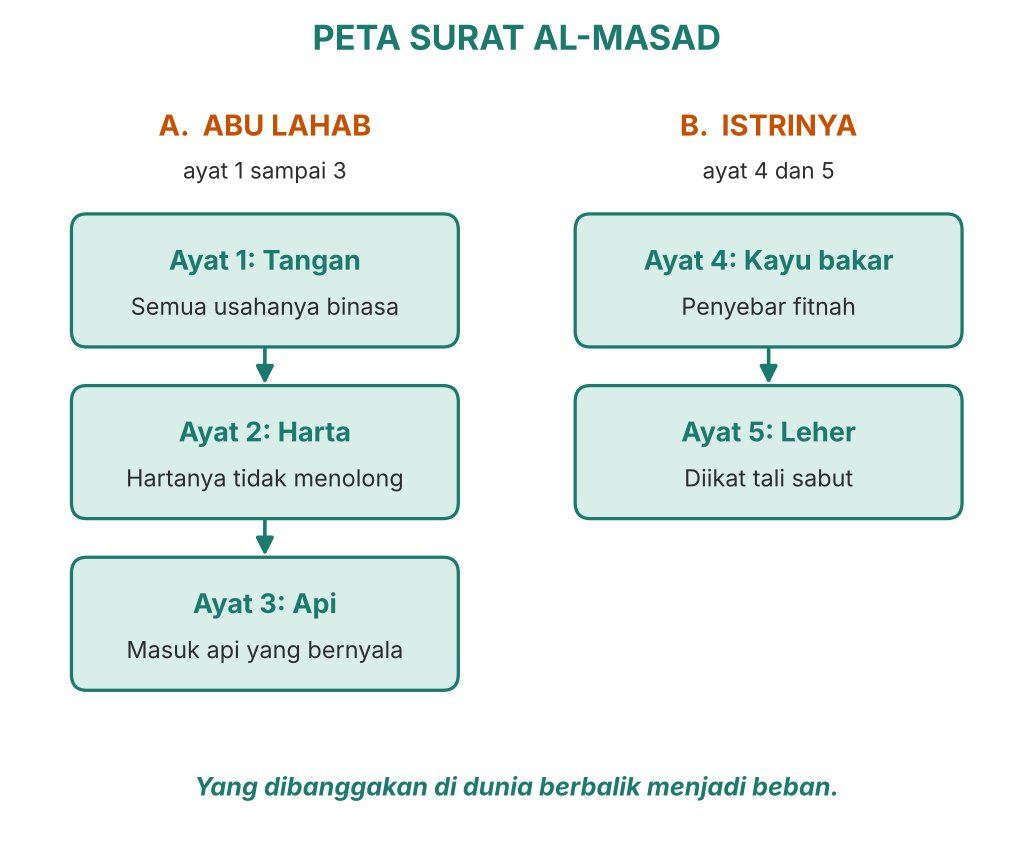 PETA SURAT AL-MASAD
A. ABU LAHAB
ayat 1 sampai 3
Ayat 1: Tangan
Semua usahanya binasa
Ayat 2: Harta
Hartanya tidak menolong
Ayat 3: Api
Masuk api yang bernyala
B. ISTRINYA
ayat 4 dan 5
Ayat 4: Kayu bakar
Penyebar fitnah
Ayat 5: Leher
Diikat tali sabut
Yang dibanggakan di dunia berbalik menjadi beban.